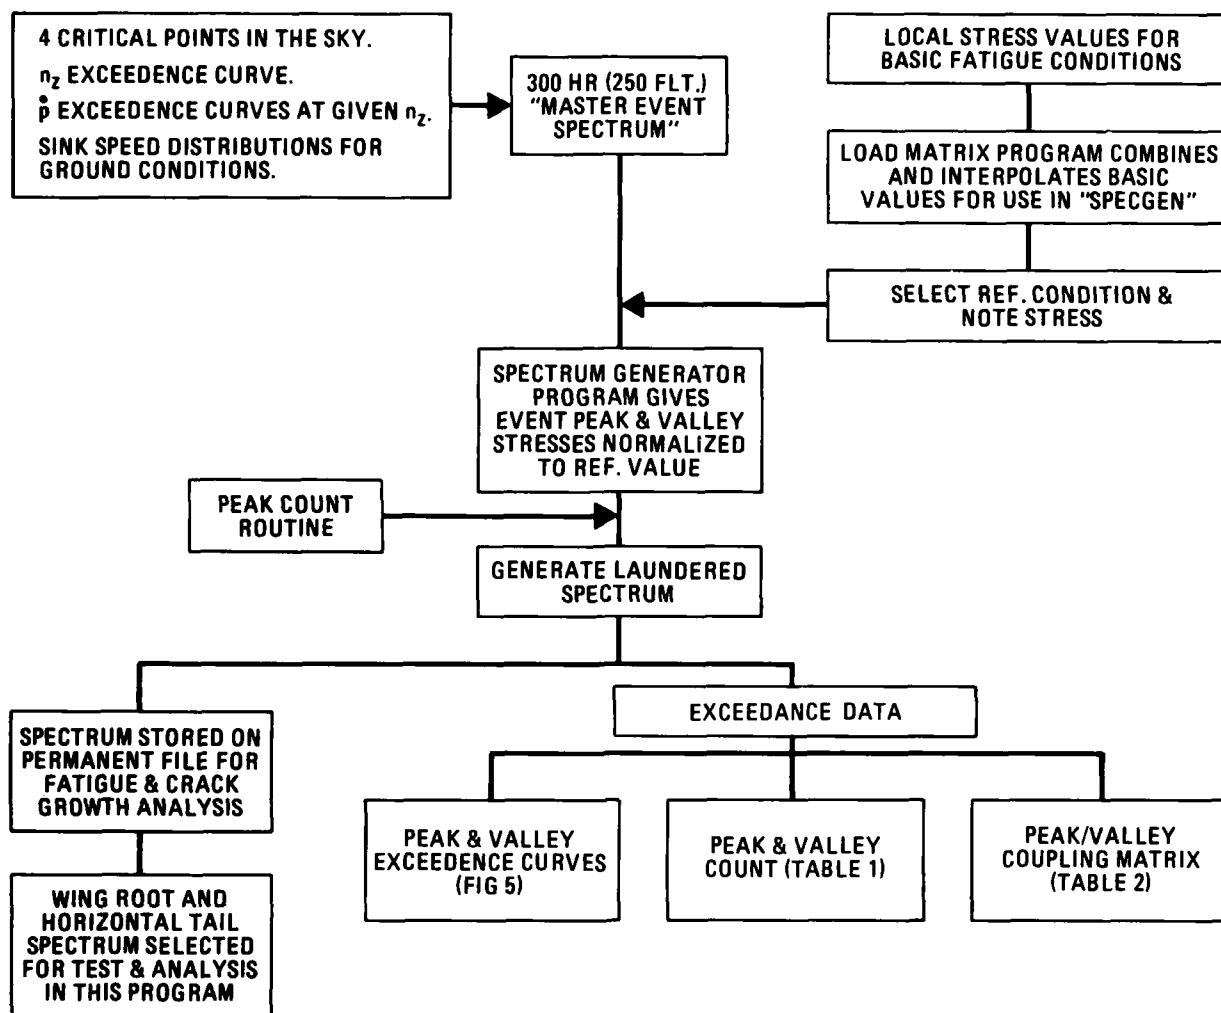 4 CRITICAL POINTS IN THE SKY.
nz EXCEEDENCE CURVE.
ṗ EXCEEDENCE CURVES AT GIVEN nz.
SINK SPEED DISTRIBUTIONS FOR
GROUND CONDITIONS.
300 HR (250 FLT.)
"MASTER EVENT
SPECTRUM"
LOCAL STRESS VALUES FOR
BASIC FATIGUE CONDITIONS
LOAD MATRIX PROGRAM COMBINES
AND INTERPOLATES BASIC
VALUES FOR USE IN "SPECGEN"
SELECT REF. CONDITION &
NOTE STRESS
SPECTRUM GENERATOR
PROGRAM GIVES
EVENT PEAK & VALLEY
STRESSES NORMALIZED
TO REF. VALUE
PEAK COUNT
ROUTINE
GENERATE LAUNDERED
SPECTRUM
SPECTRUM STORED ON
PERMANENT FILE FOR
FATIGUE & CRACK
GROWTH ANALYSIS
WING ROOT AND
HORIZONTAL TAIL
SPECTRUM SELECTED
FOR TEST & ANALYSIS
IN THIS PROGRAM
EXCEEDANCE DATA
PEAK & VALLEY
EXCEEDENCE CURVES
(FIG 5)
PEAK & VALLEY
COUNT (TABLE 1)
PEAK/VALLEY
COUPLING MATRIX
(TABLE 2)